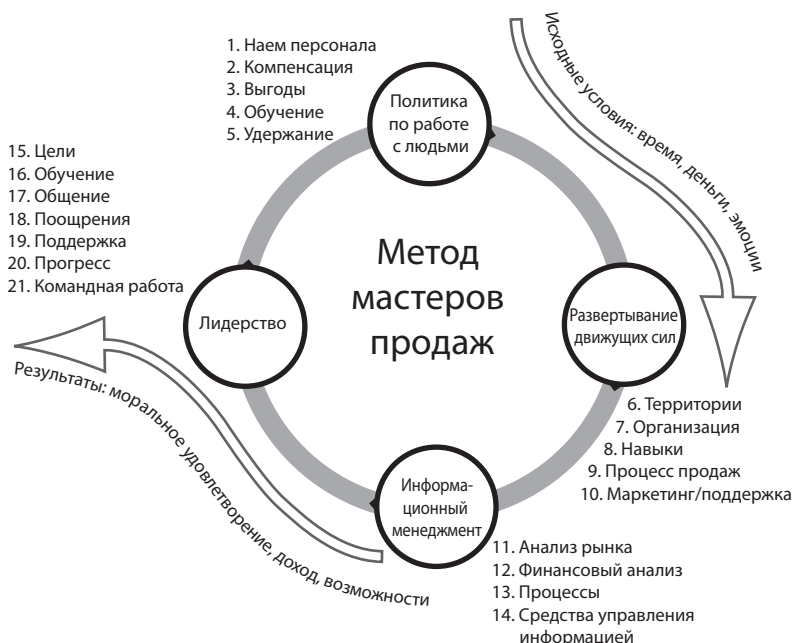 1. Наем персонала
2. Компенсация
3. Выгоды
4. Обучение
5. Удержание
Политика
по работе
с людьми
Исходные условия: время, деньги, эмоции
15. Цели
16. Обучение
17. Общение
18. Поощрения
19. Поддержка
20. Прогресс
21. Командная работа
Метод
мастеров
продаж
Лидерство
Развертывание
движущих сил
Результаты: моральное удовлетворение, доход, возможности
6. Территории
7. Организация
8. Навыки
9. Процесс продаж
10. Маркетинг/поддержка
Информа-
ционный
менеджмент
11. Анализ рынка
12. Финансовый анализ
13. Процессы
14. Средства управления
информацией